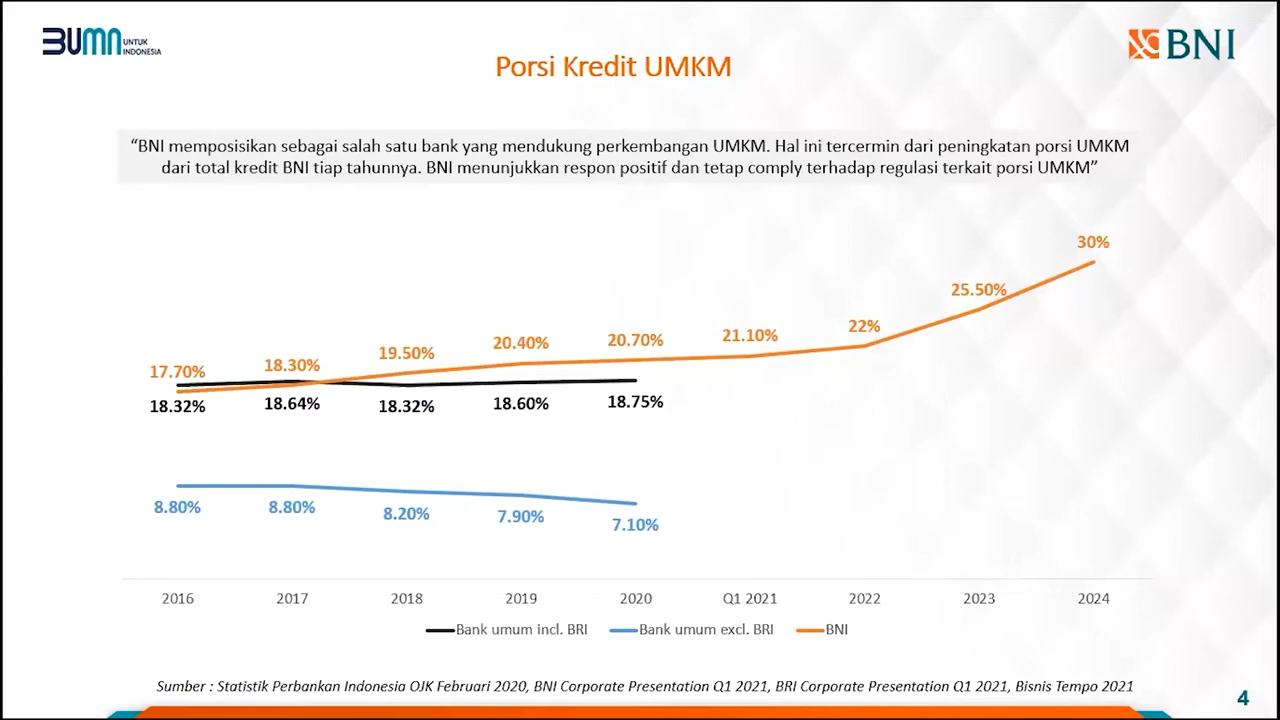 BUMN UNTUK
INDONESIA
BNI
Porsi Kredit UMKM
“BNI memposisikan sebagai salah satu bank yang mendukung perkembangan UMKM. Hal ini tercermin dari peningkatan porsi UMKM
dari total kredit BNI tiap tahunnya. BNI menunjukkan respon positif dan tetap comply terhadap regulasi terkait porsi UMKM”
30%
25.50%
22%
21.10%
20.70%
20.40%
19.50%
18.30%
17.70%
18.32% 18.64% 18.32% 18.60% 18.75%
8.80% 8.80% 8.20% 7.90% 7.10%
2016 2017 2018 2019 2020 Q1 2021 2022 2023 2024
Bank umum incl. BRI Bank umum excl. BRI BNI
Sumber : Statistik Perbankan Indonesia OJK Februari 2020, BNI Corporate Presentation Q1 2021, BRI Corporate Presentation Q1 2021, Bisnis Tempo 2021
4